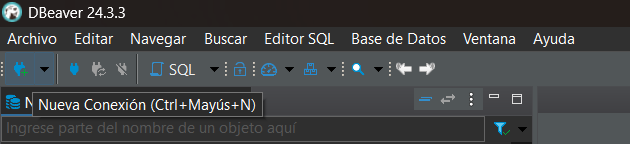 DBeaver 24.3.3
Archivo Editar Navegar Buscar Editor SQL Base de Datos Ventana Ayuda
SQL
N
Nueva Conexión (Ctrl+Mayús+N)
Ingrese parte del nombre de un objeto aquí